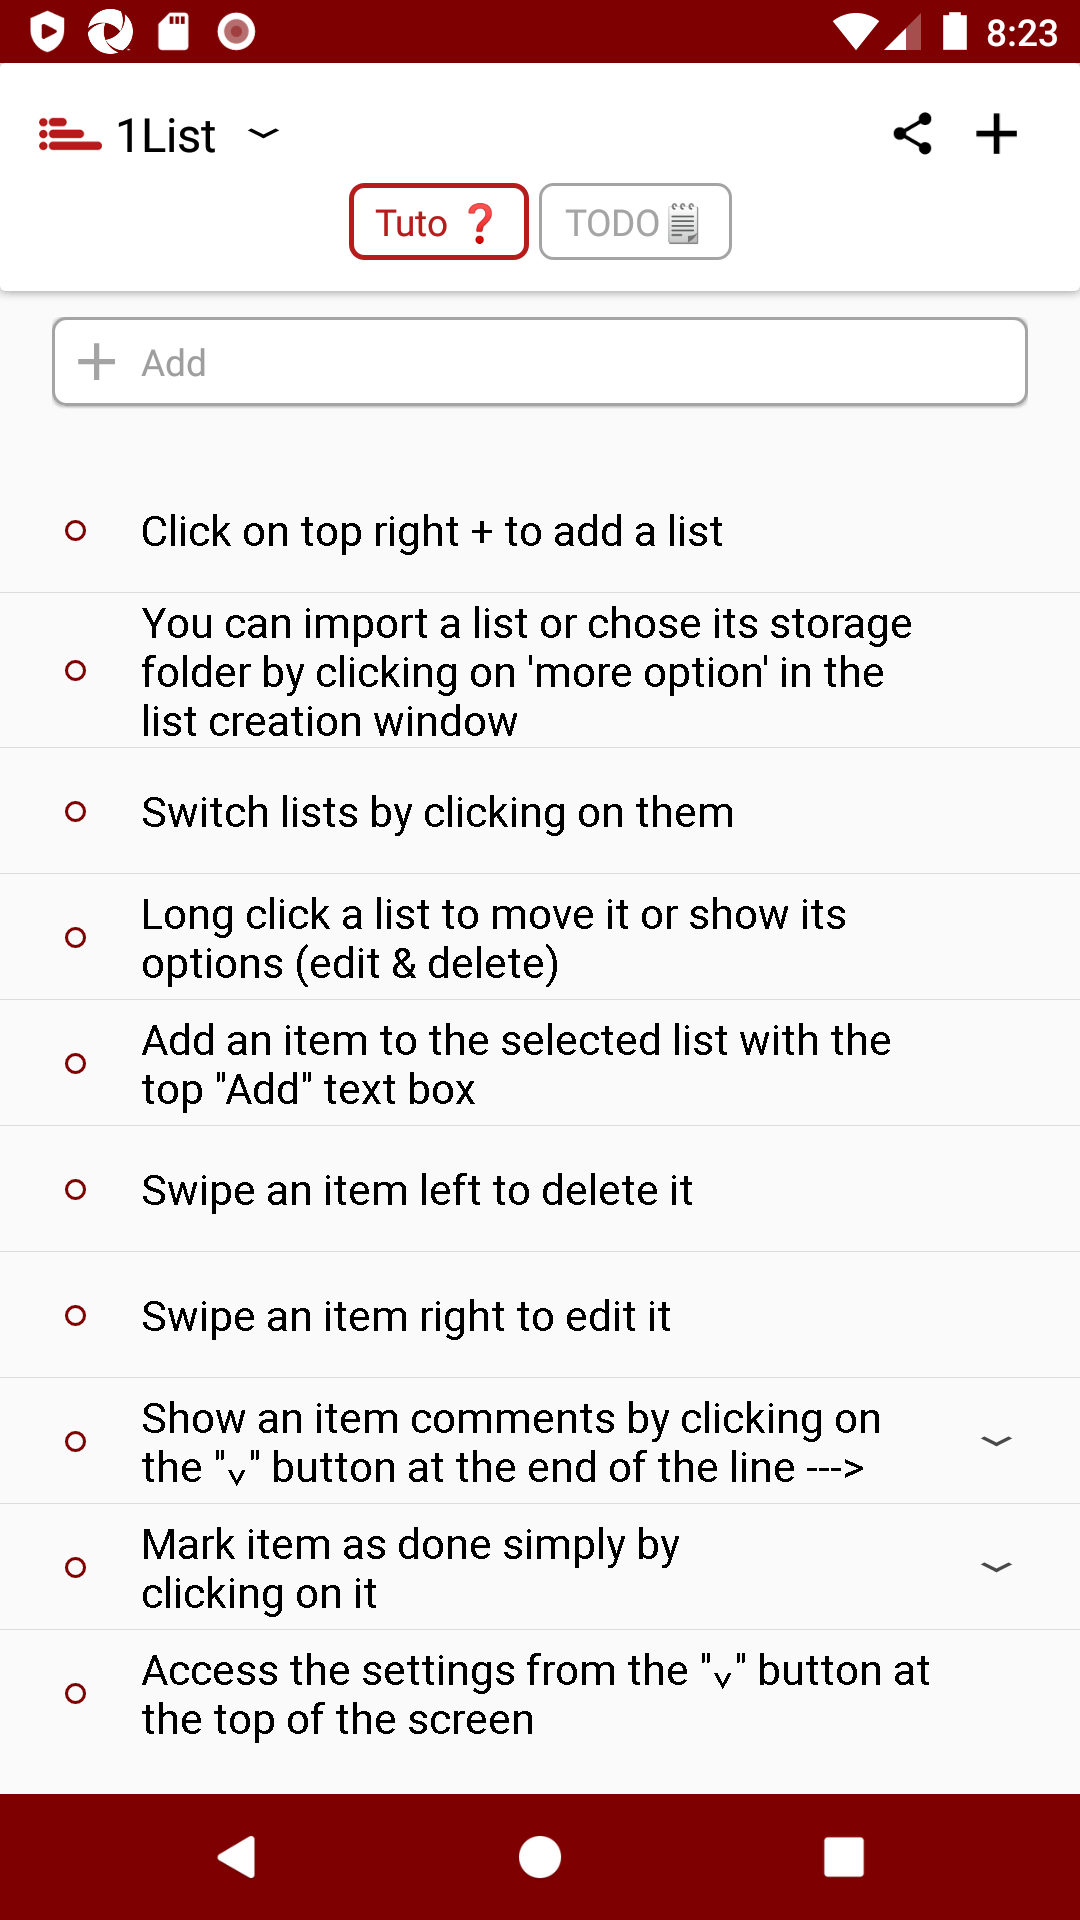 8:23
1List
Tuto ❓
TODO🗒
Add
Click on top right + to add a list
You can import a list or chose its storage
folder by clicking on 'more option' in the
list creation window
Switch lists by clicking on them
Long click a list to move it or show its
options (edit & delete)
Add an item to the selected list with the
top "Add" text box
Swipe an item left to delete it
Swipe an item right to edit it
Show an item comments by clicking on
the "˅" button at the end of the line --->
Mark item as done simply by
clicking on it
Access the settings from the "˅" button at
the top of the screen